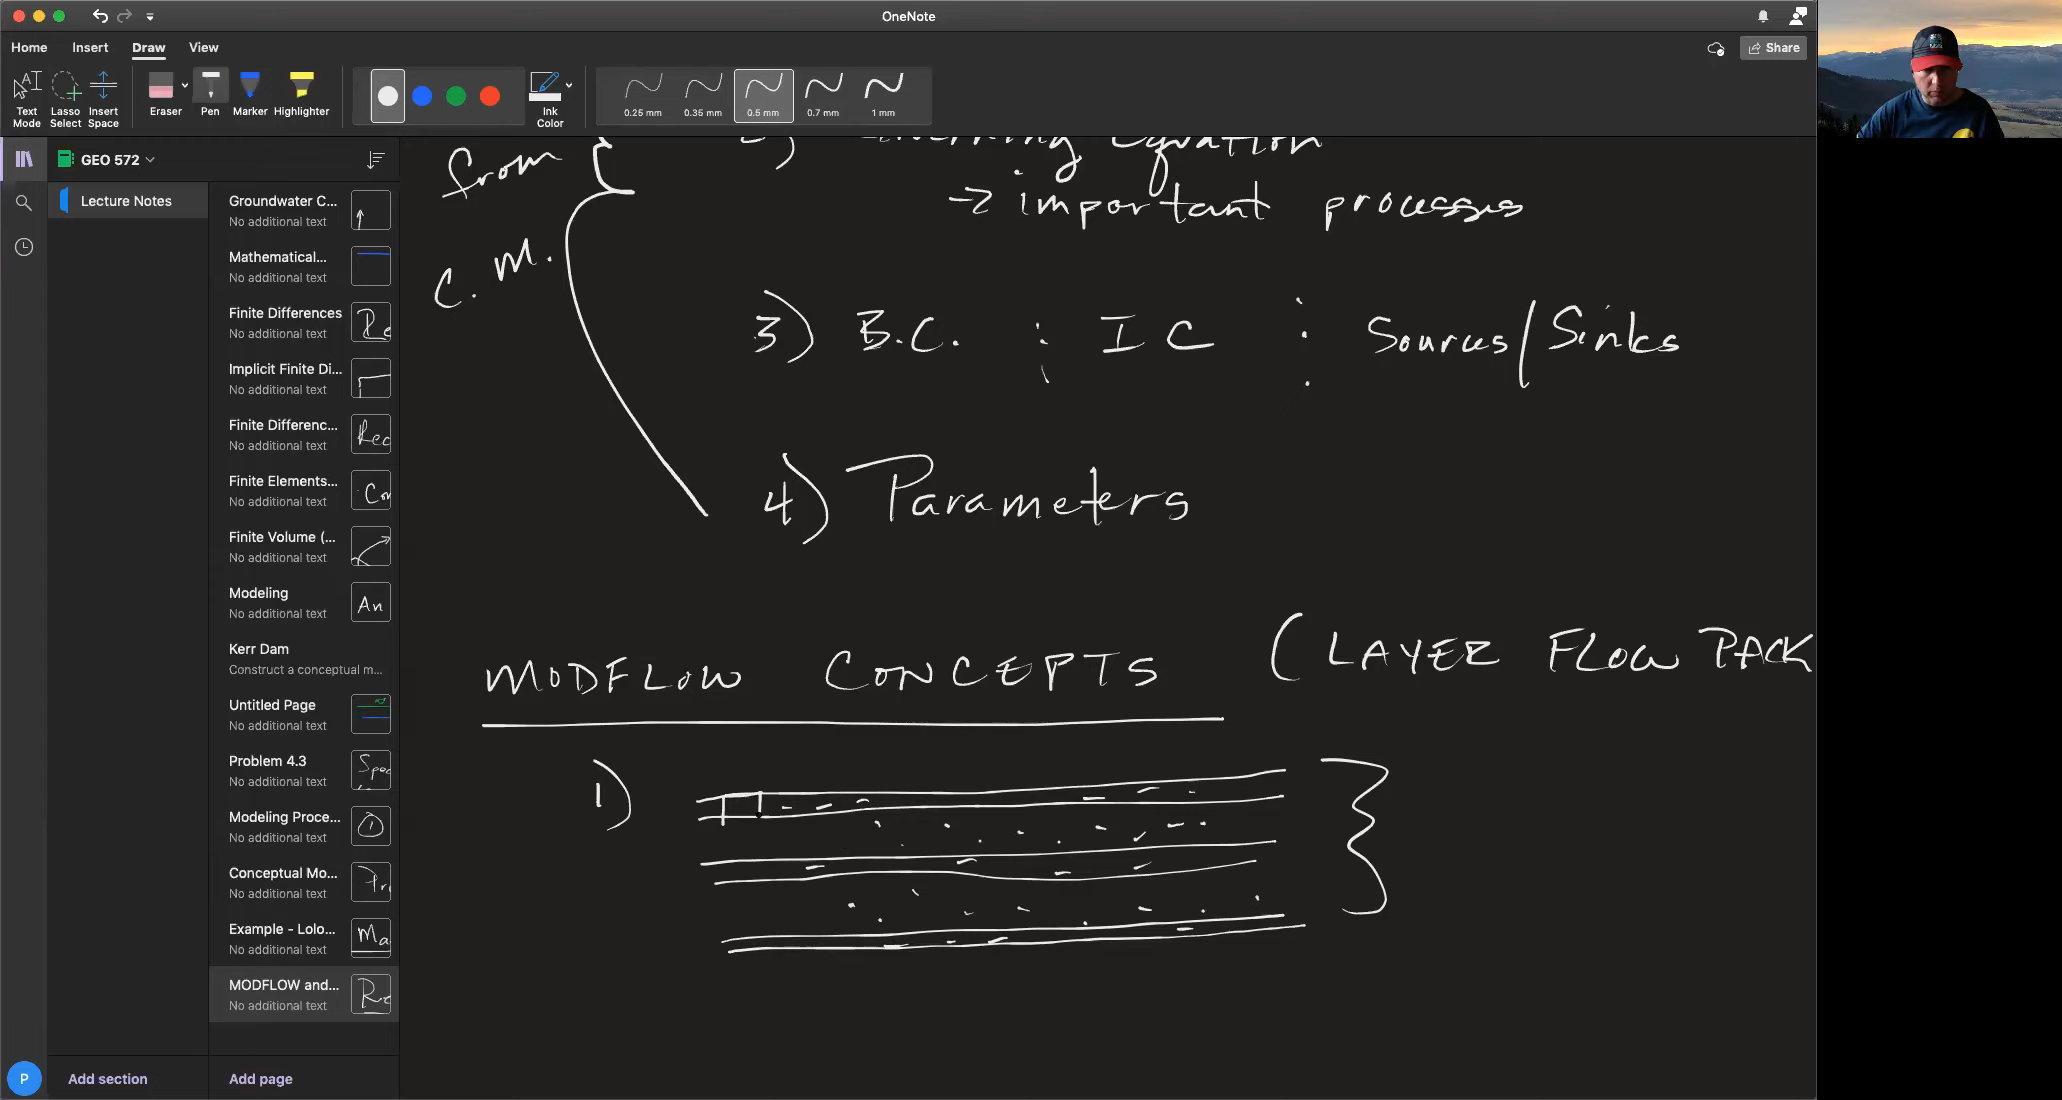 OneNote
Home Insert Draw View
Share
Text Mode
Lasso Select
Insert Space
Eraser
Pen
Marker
Highlighter
Ink Color
0.25 mm
0.35 mm
0.5 mm
0.7 mm
1 mm
GEO 572
Lecture Notes
Groundwater C...
No additional text
Mathematical...
No additional text
Finite Differences
No additional text
Implicit Finite Di...
No additional text
Finite Differenc...
No additional text
Finite Elements...
No additional text
Finite Volume (...
No additional text
Modeling
No additional text
An
Kerr Dam
Construct a conceptual m...
Untitled Page
No additional text
Problem 4.3
No additional text
Modeling Proce...
No additional text
Conceptual Mo...
No additional text
Example - Lolo...
No additional text
Ma
MODFLOW and...
No additional text
Add section
Add page
P
from
C. M.
Equation
→ important processes
3) B.C. ; IC : Sources/Sinks
4) Parameters
MODFLOW CONCEPTS (LAYER FLOW PACK
1)